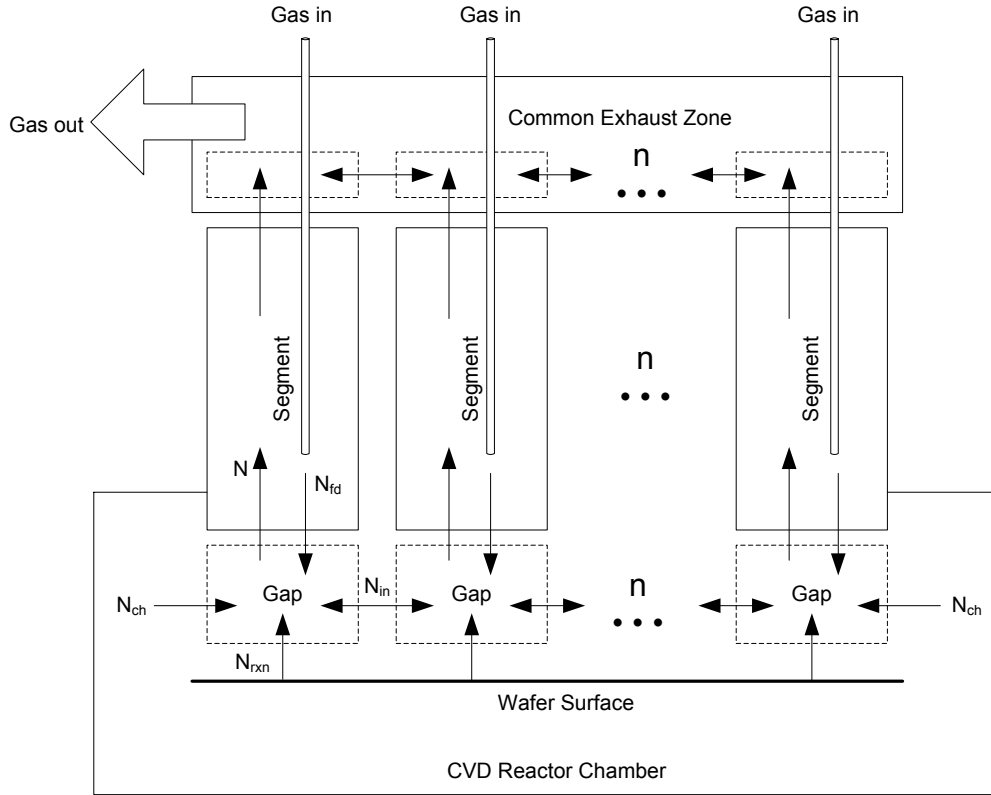 Gas in
Gas in
Gas in
Gas out
Common Exhaust Zone
n
Segment
Segment
n
Segment
N
N_fd
N_ch
Gap
N_in
Gap
n
Gap
N_ch
N_rxn
Wafer Surface
CVD Reactor Chamber